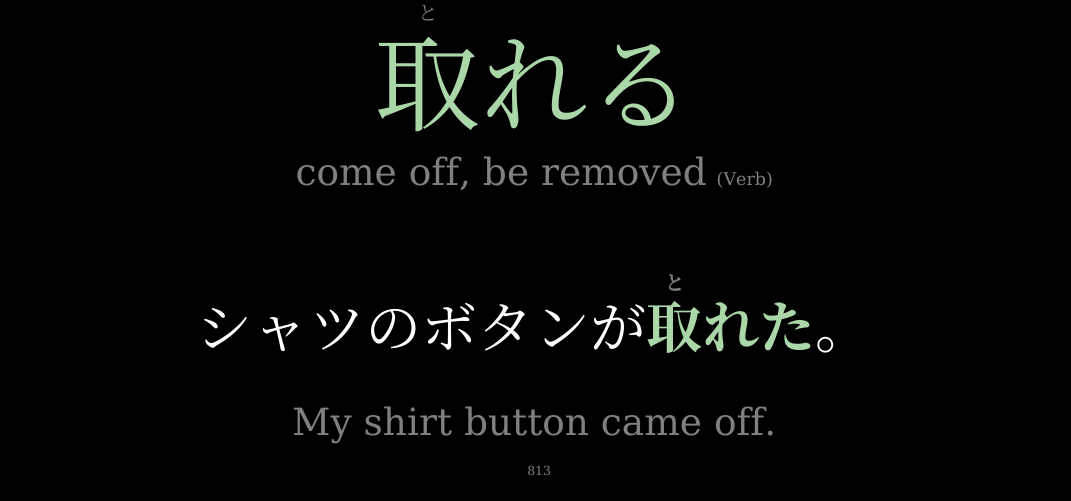 と
取れる
come off, be removed (Verb)
と
シャツのボタンが取れた。
My shirt button came off.
813